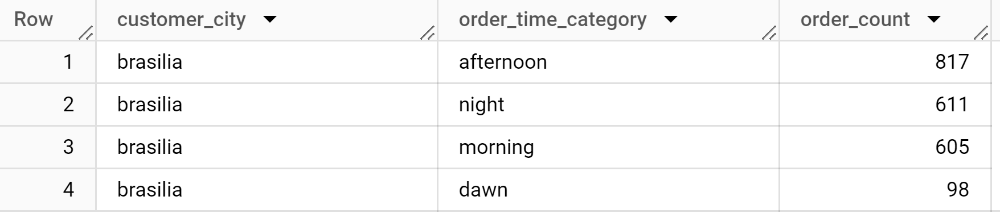 Row customer_city order_time_category order_count
1 brasilia afternoon 817
2 brasilia night 611
3 brasilia morning 605
4 brasilia dawn 98